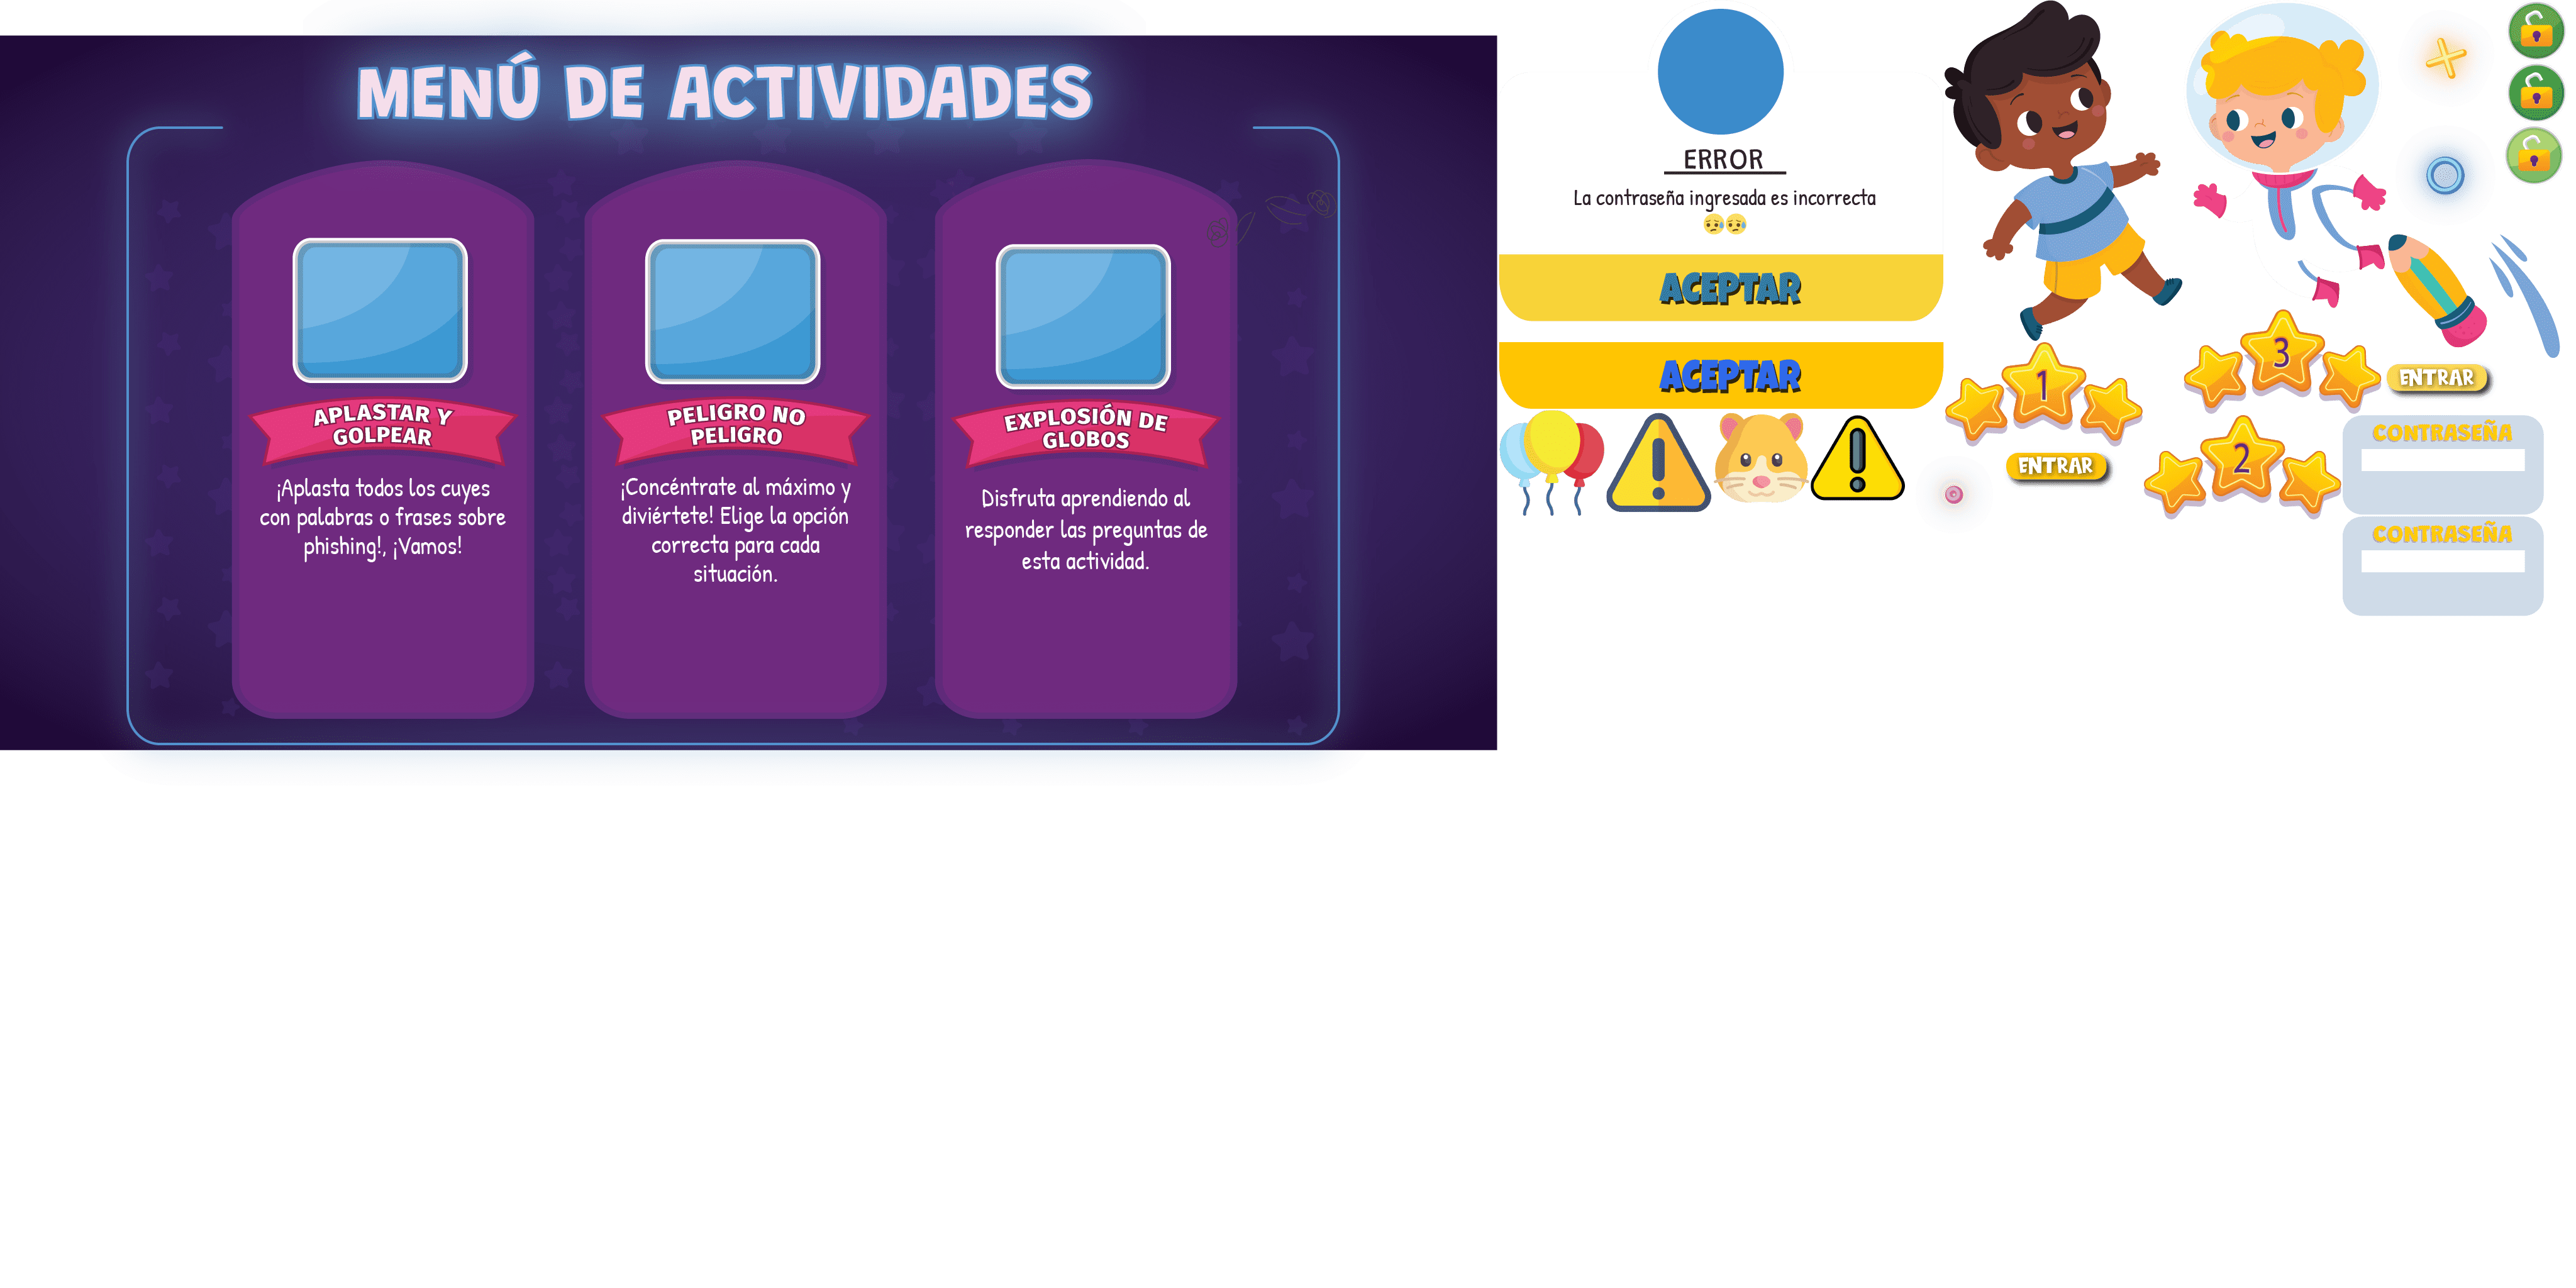 MENÚ DE ACTIVIDADES
APLASTAR Y
GOLPEAR
¡Aplasta todos los cuyes
con palabras o frases sobre
phishing!, ¡Vamos!
PELIGRO NO
PELIGRO
¡Concéntrate al máximo y
diviértete! Elige la opción
correcta para cada
situación.
EXPLOSIÓN DE
GLOBOS
Disfruta aprendiendo al
responder las preguntas de
esta actividad.
ERROR
La contraseña ingresada es incorrecta
😥😥
ACEPTAR
ACEPTAR
1
ENTRAR
3
ENTRAR
2
CONTRASEÑA
CONTRASEÑA